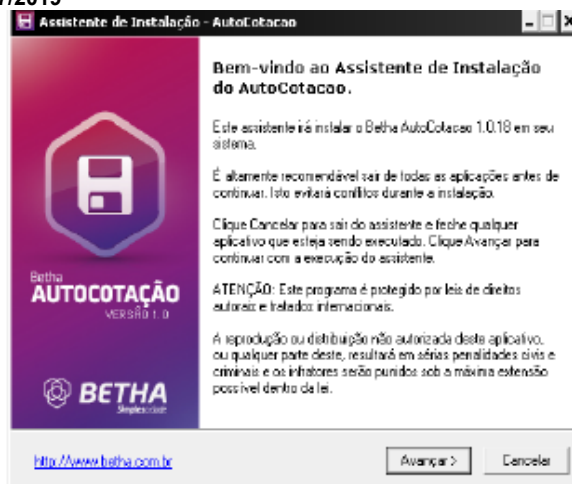 /2019
Assistente de Instalação - AutoCotacao
Bem-vindo ao Assistente de Instalação
do AutoCotacao.
Este assistente irá instalar o Betha AutoCotacao 1.0.18 em seu
sistema.
É altamente recomendável sair de todas as aplicações antes de
continuar. Isto evitará conflitos durante a instalação.
Clique Cancelar para sair do assistente e feche qualquer
aplicativo que esteja sendo executado. Clique Avançar para
continuar com a execução do assistente.
ATENÇÃO: Este programa é protegido por leis de direitos
autorais e tratados internacionais.
A reprodução ou distribuição não autorizada deste aplicativo,
ou qualquer parte deste, resultará em sérias penalidades civis e
criminais e os infratores serão punidos sob a máxima extensão
possível dentro da lei.
Betha
AUTOCOTAÇÃO
VERSÃO 1.0
BETHA
Simplicidade
http://www.betha.com.br
Avançar >
Cancelar